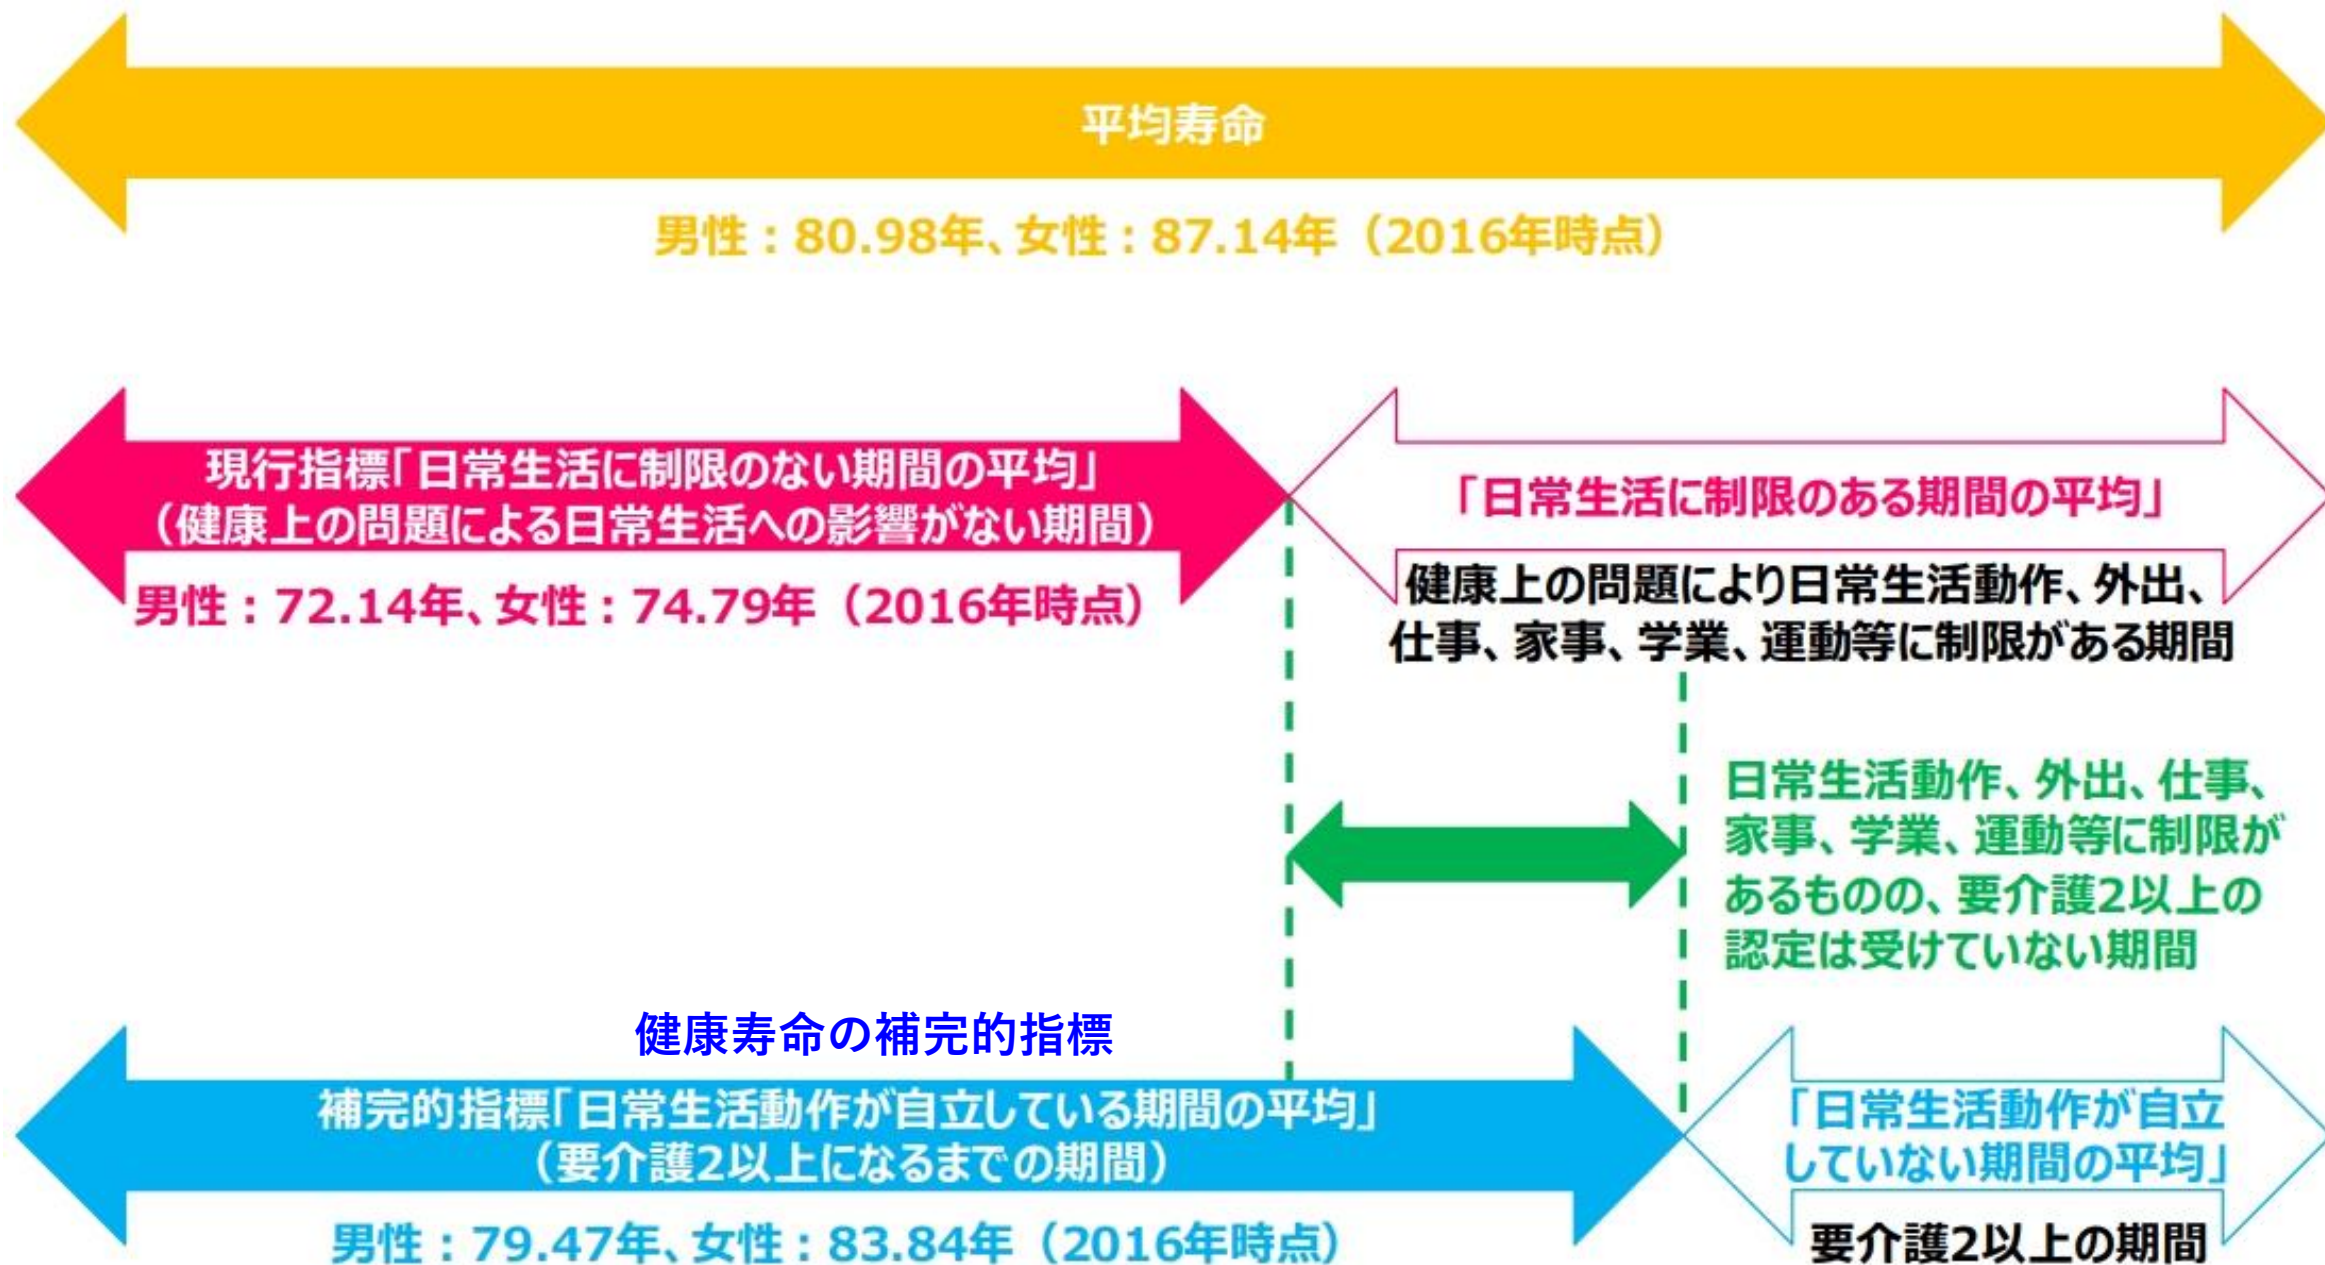 平均寿命
男性：80.98年、女性：87.14年（2016年時点）
現行指標「日常生活に制限のない期間の平均」
（健康上の問題による日常生活への影響がない期間）
男性：72.14年、女性：74.79年（2016年時点）
「日常生活に制限のある期間の平均」
健康上の問題により日常生活動作、外出、
仕事、家事、学業、運動等に制限がある期間
日常生活動作、外出、仕事、
家事、学業、運動等に制限が
あるものの、要介護2以上の
認定は受けていない期間
健康寿命の補完的指標
補完的指標「日常生活動作が自立している期間の平均」
（要介護2以上になるまでの期間）
男性：79.47年、女性：83.84年（2016年時点）
「日常生活動作が自立
していない期間の平均」
要介護2以上の期間